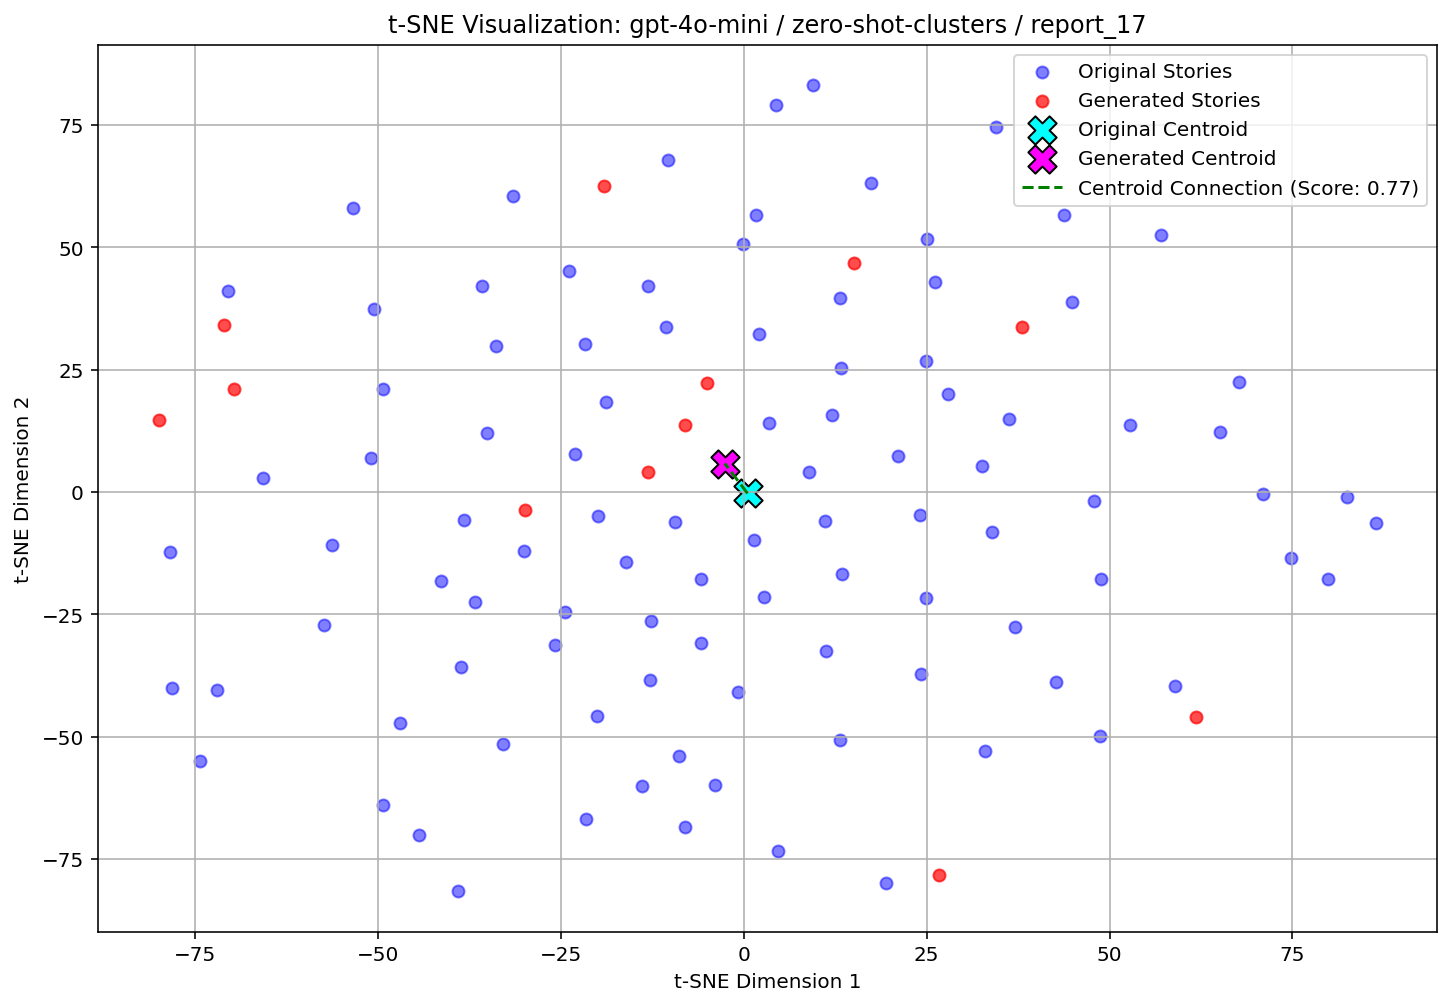 t-SNE Visualization: gpt-4o-mini / zero-shot-clusters / report_17
Original Stories
Generated Stories
Original Centroid
Generated Centroid
Centroid Connection (Score: 0.77)
75
50
25
0
−25
−50
−75
t-SNE Dimension 2
−75
−50
−25
0
25
50
75
t-SNE Dimension 1